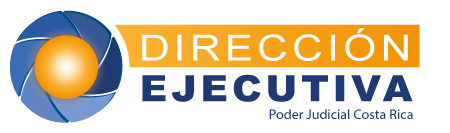 DIRECCIÓN
EJECUTIVA
Poder Judicial Costa Rica